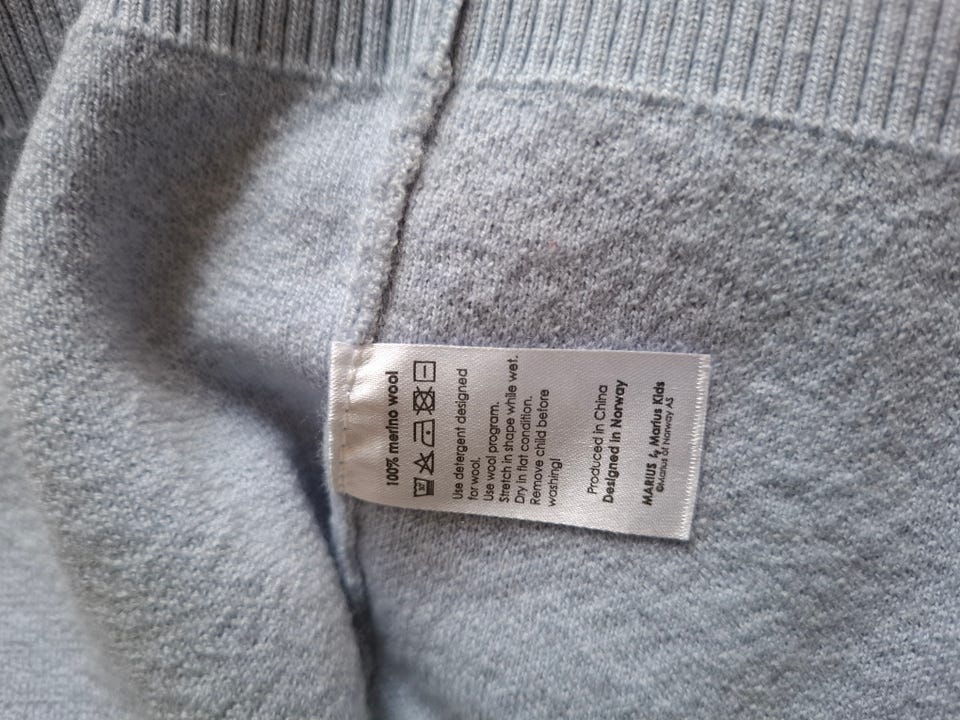 100% merino wool
Use detergent designed
for wool.
Use wool program.
Stretch in shape while wet.
Dry in flat condition.
Remove child before
washing!
Produced in China
Designed in Norway
MARIUS by Marius Kids
©Marius of Norway AS